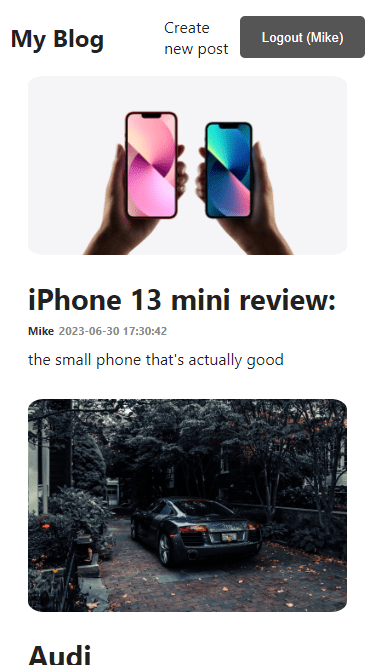 My Blog
Create
new post
Logout (Mike)
iPhone 13 mini review:
Mike 2023-06-30 17:30:42
the small phone that's actually good
Audi